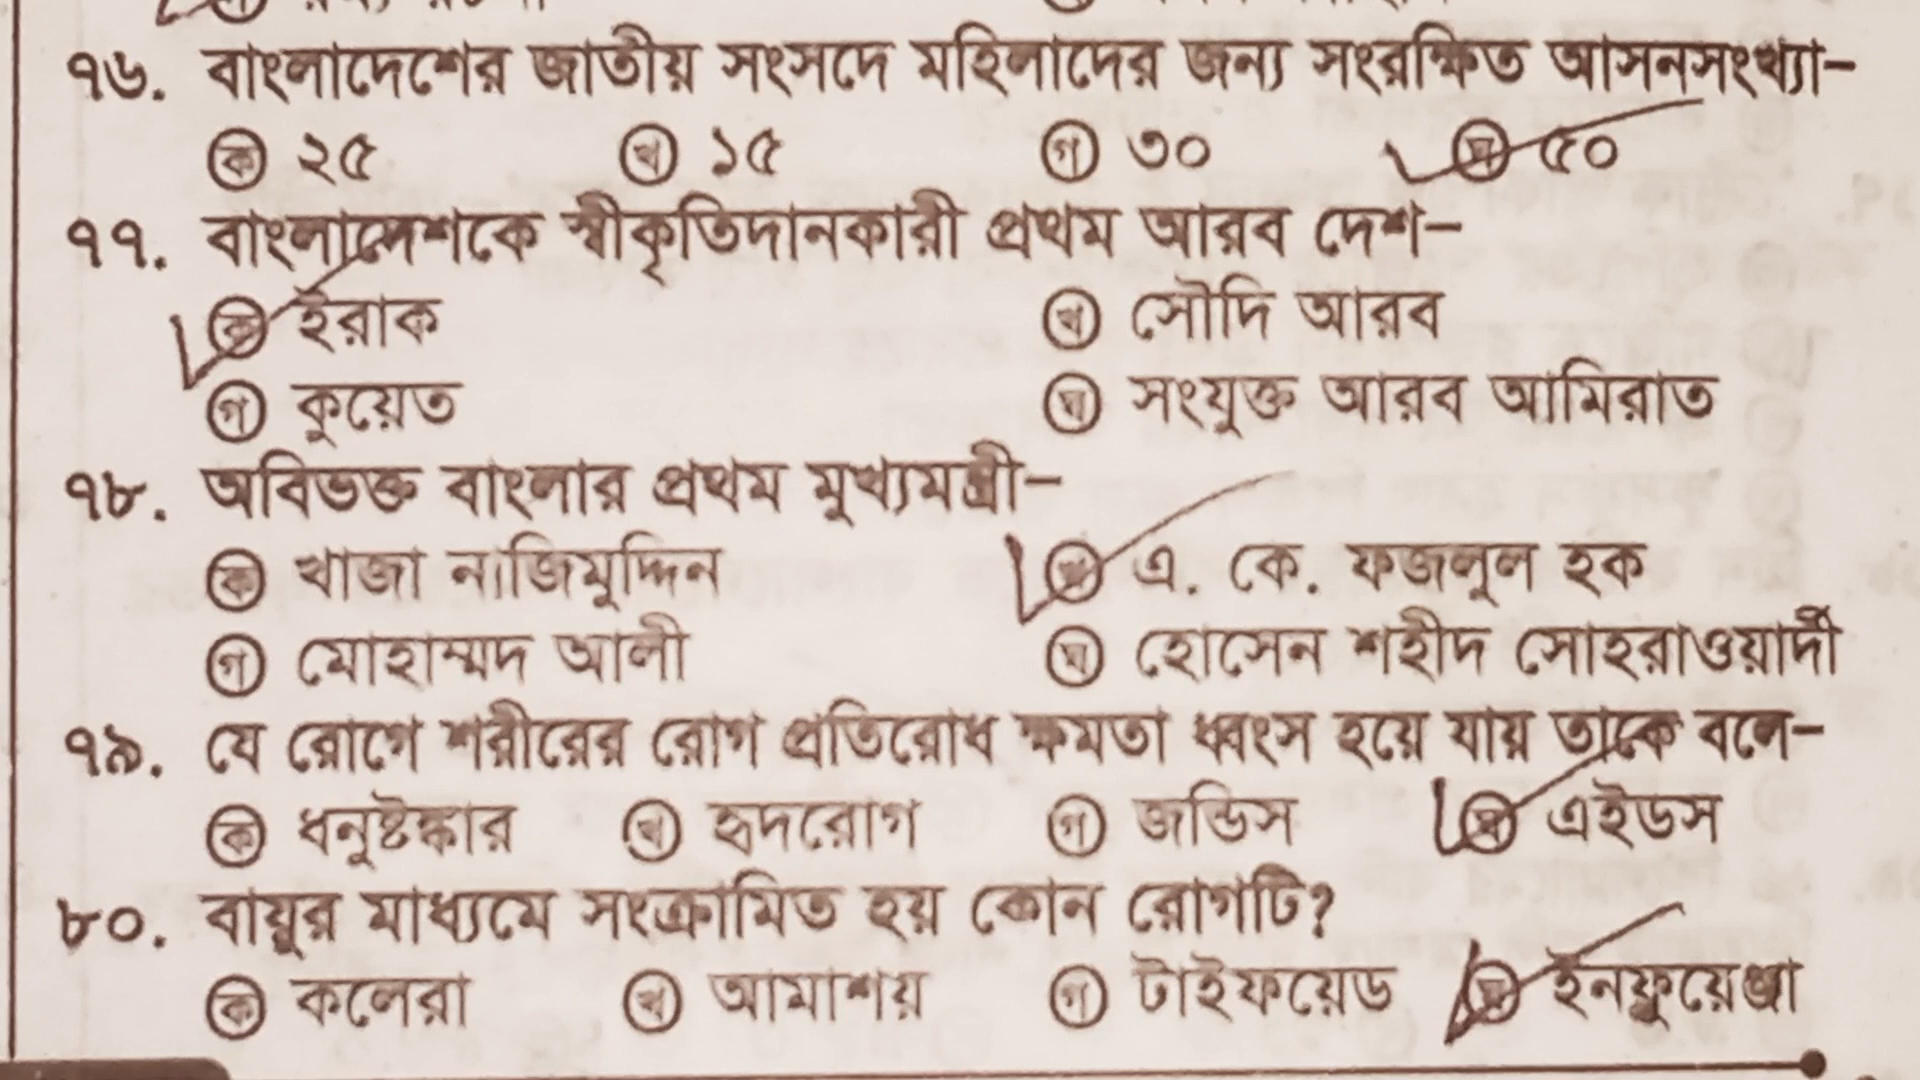 ৭৬. বাংলাদেশের জাতীয় সংসদে মহিলাদের জন্য সংরক্ষিত আসনসংখ্যা–
ক ২৫ খ ১৫ গ ৩০ ঘ ৫০
৭৭. বাংলাদেশকে স্বীকৃতিদানকারী প্রথম আরব দেশ–
ক ইরাক খ সৌদি আরব
গ কুয়েত ঘ সংযুক্ত আরব আমিরাত
৭৮. অবিভক্ত বাংলার প্রথম মুখ্যমন্ত্রী–
ক খাজা নাজিমুদ্দিন খ এ. কে. ফজলুল হক
গ মোহাম্মদ আলী ঘ হোসেন শহীদ সোহরাওয়ার্দী
৭৯. যে রোগে শরীরের রোগ প্রতিরোধ ক্ষমতা ধ্বংস হয়ে যায় তাকে বলে–
ক ধনুষ্টঙ্কার খ হৃদরোগ গ জন্ডিস ঘ এইডস
৮০. বায়ুর মাধ্যমে সংক্রামিত হয় কোন রোগটি?
ক কলেরা খ আমাশয় গ টাইফয়েড ঘ ইনফ্লুয়েঞ্জা